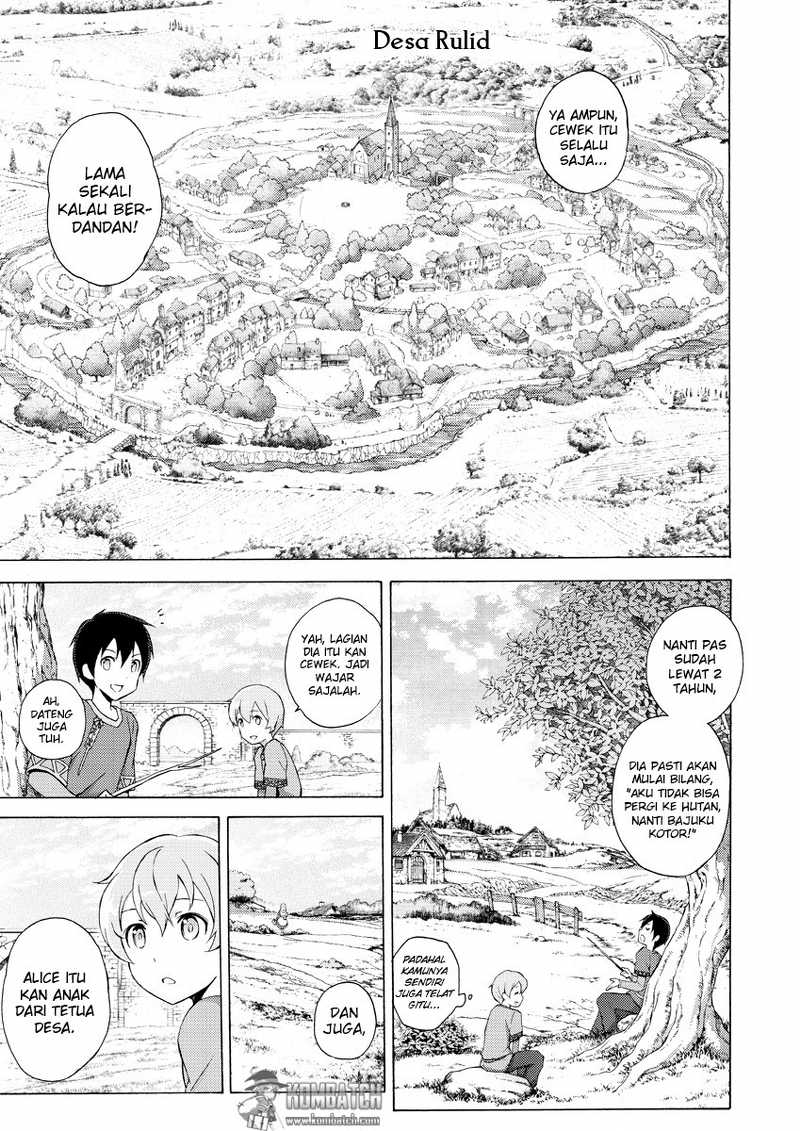 Desa Rulid
YA AMPUN,
CEWEK ITU
SELALU
SAJA...
LAMA
SEKALI
KALAU BER-
DANDAN!
NANTI PAS
SUDAH
LEWAT 2
TAHUN,
DIA PASTI AKAN
MULAI BILANG,
"AKU TIDAK BISA
PERGI KE HUTAN,
NANTI BAJUKU
KOTOR!"
PADAHAL
KAMUNYA
SENDIRI
JUGA TELAT
GITU...
YAH, LAGIAN
DIA ITU KAN
CEWEK. JADI
WAJAR
SAJALAH.
AH,
DATENG
JUGA
TUH.
DAN
JUGA,
ALICE ITU
KAN ANAK
DARI TETUA
DESA.
KOMBATCH
www.kombatch.com